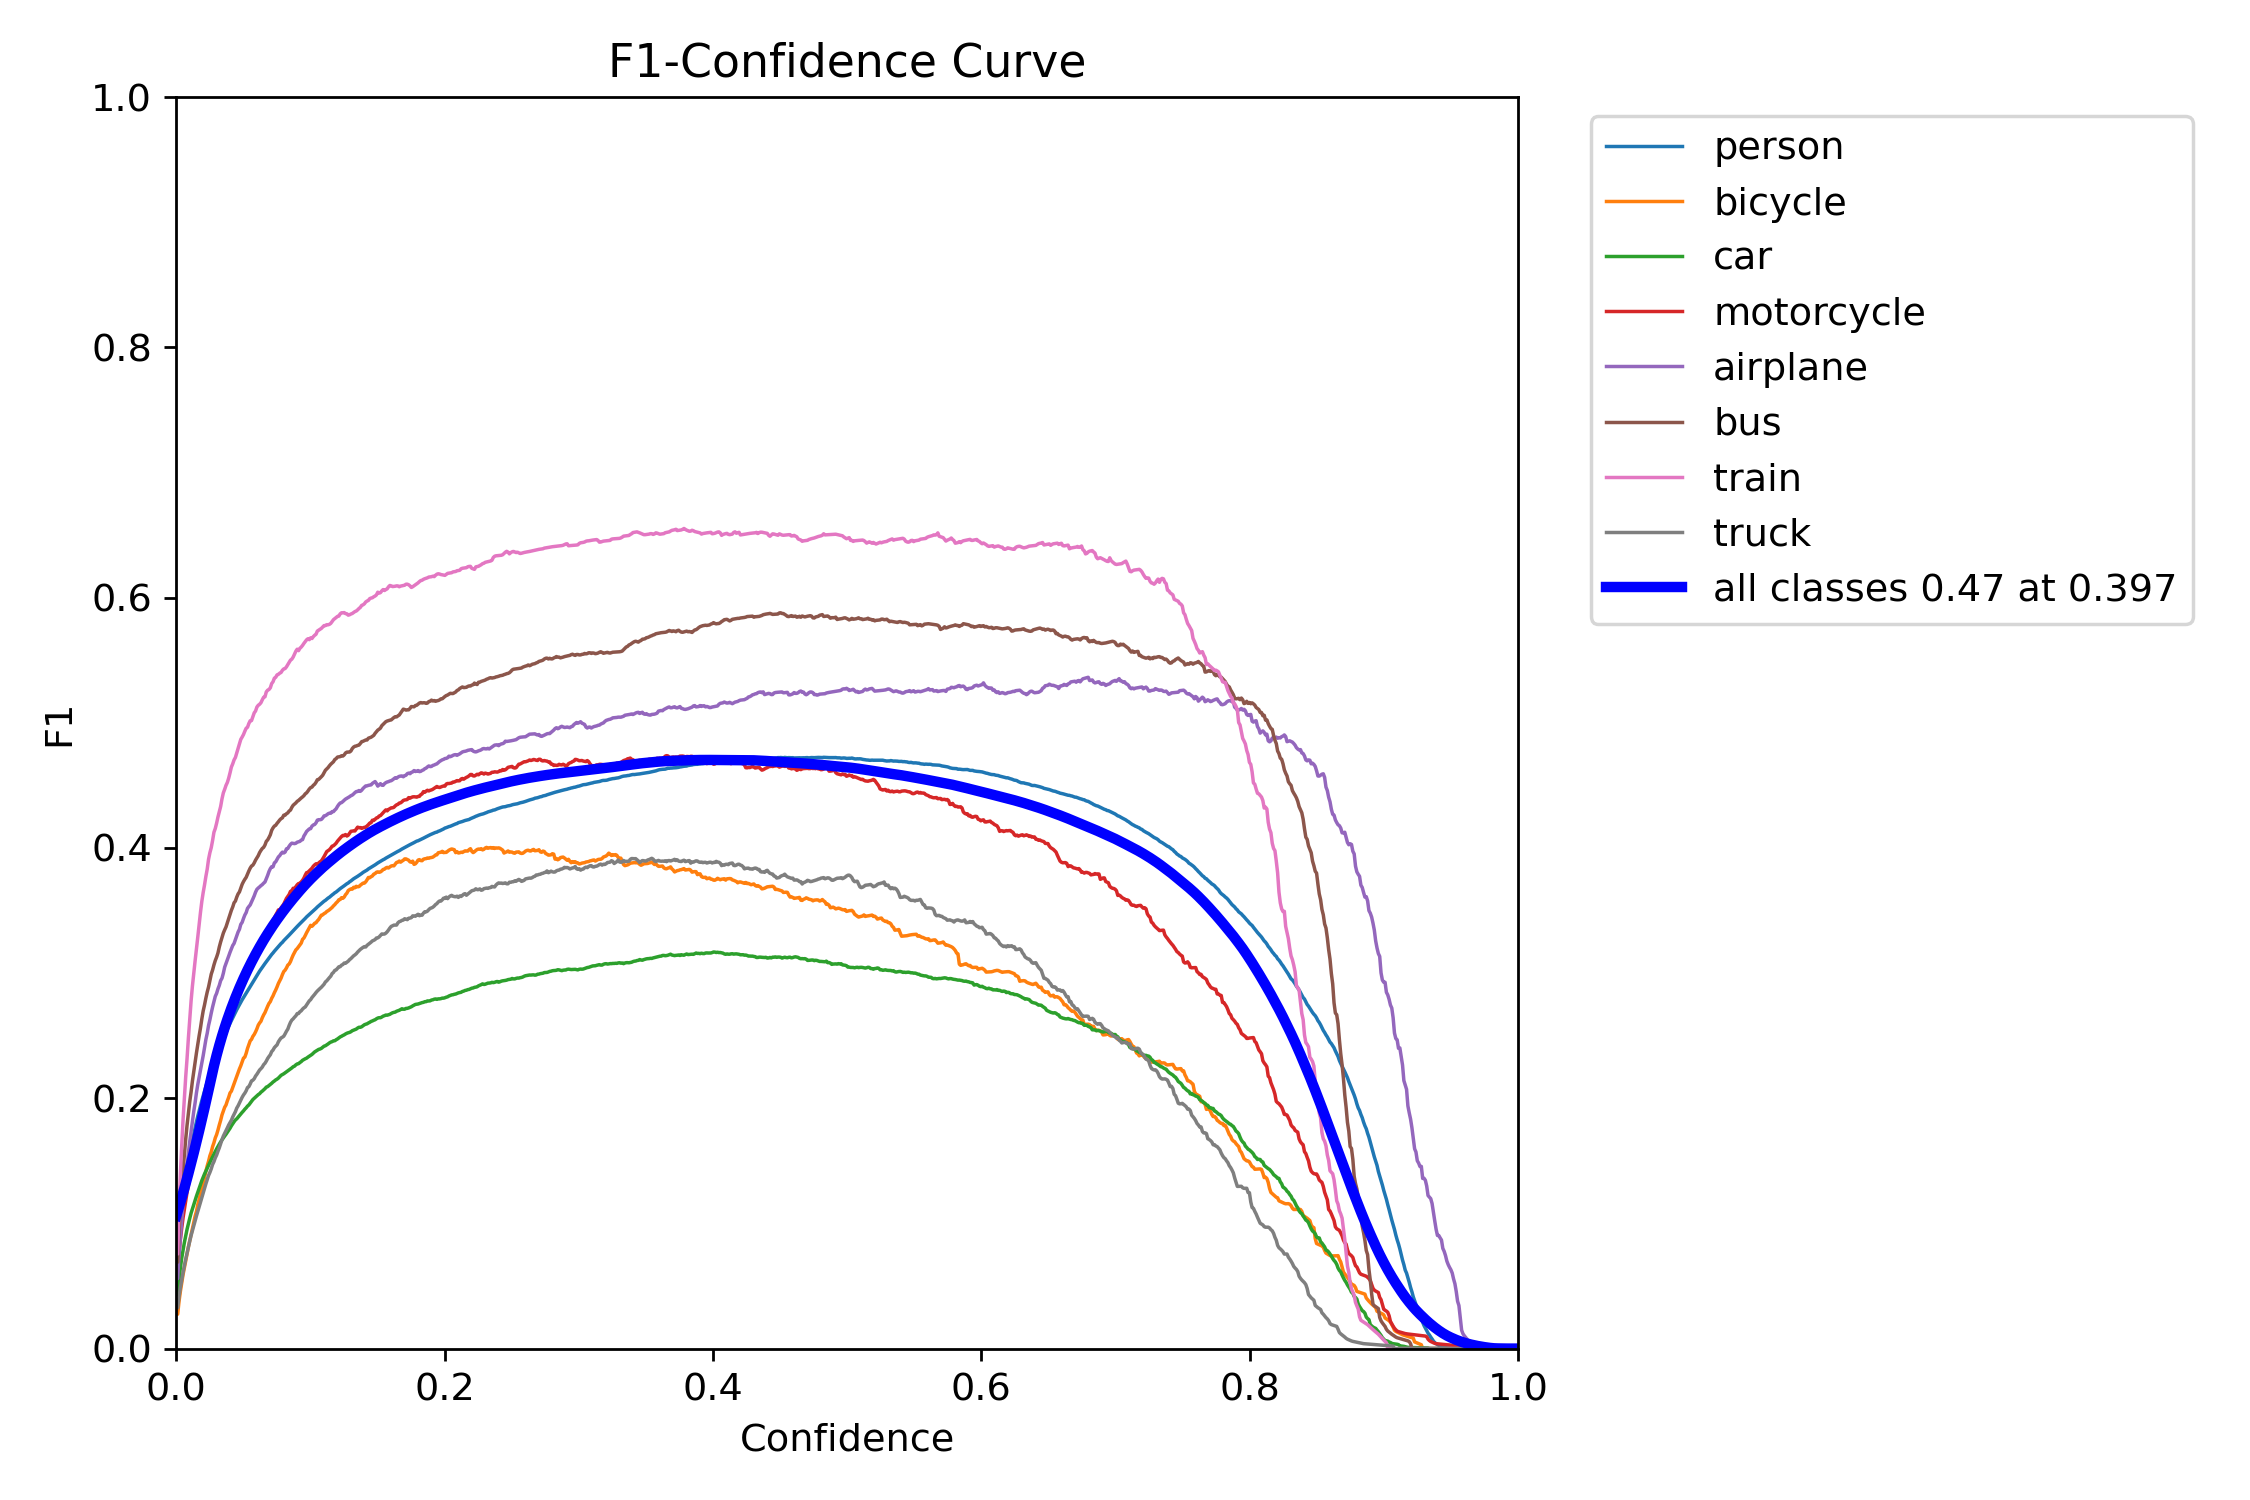 F1-Confidence Curve
1.0
0.8
0.6
0.4
0.2
0.0
F1
0.0 0.2 0.4 0.6 0.8 1.0
Confidence
person
bicycle
car
motorcycle
airplane
bus
train
truck
all classes 0.47 at 0.397